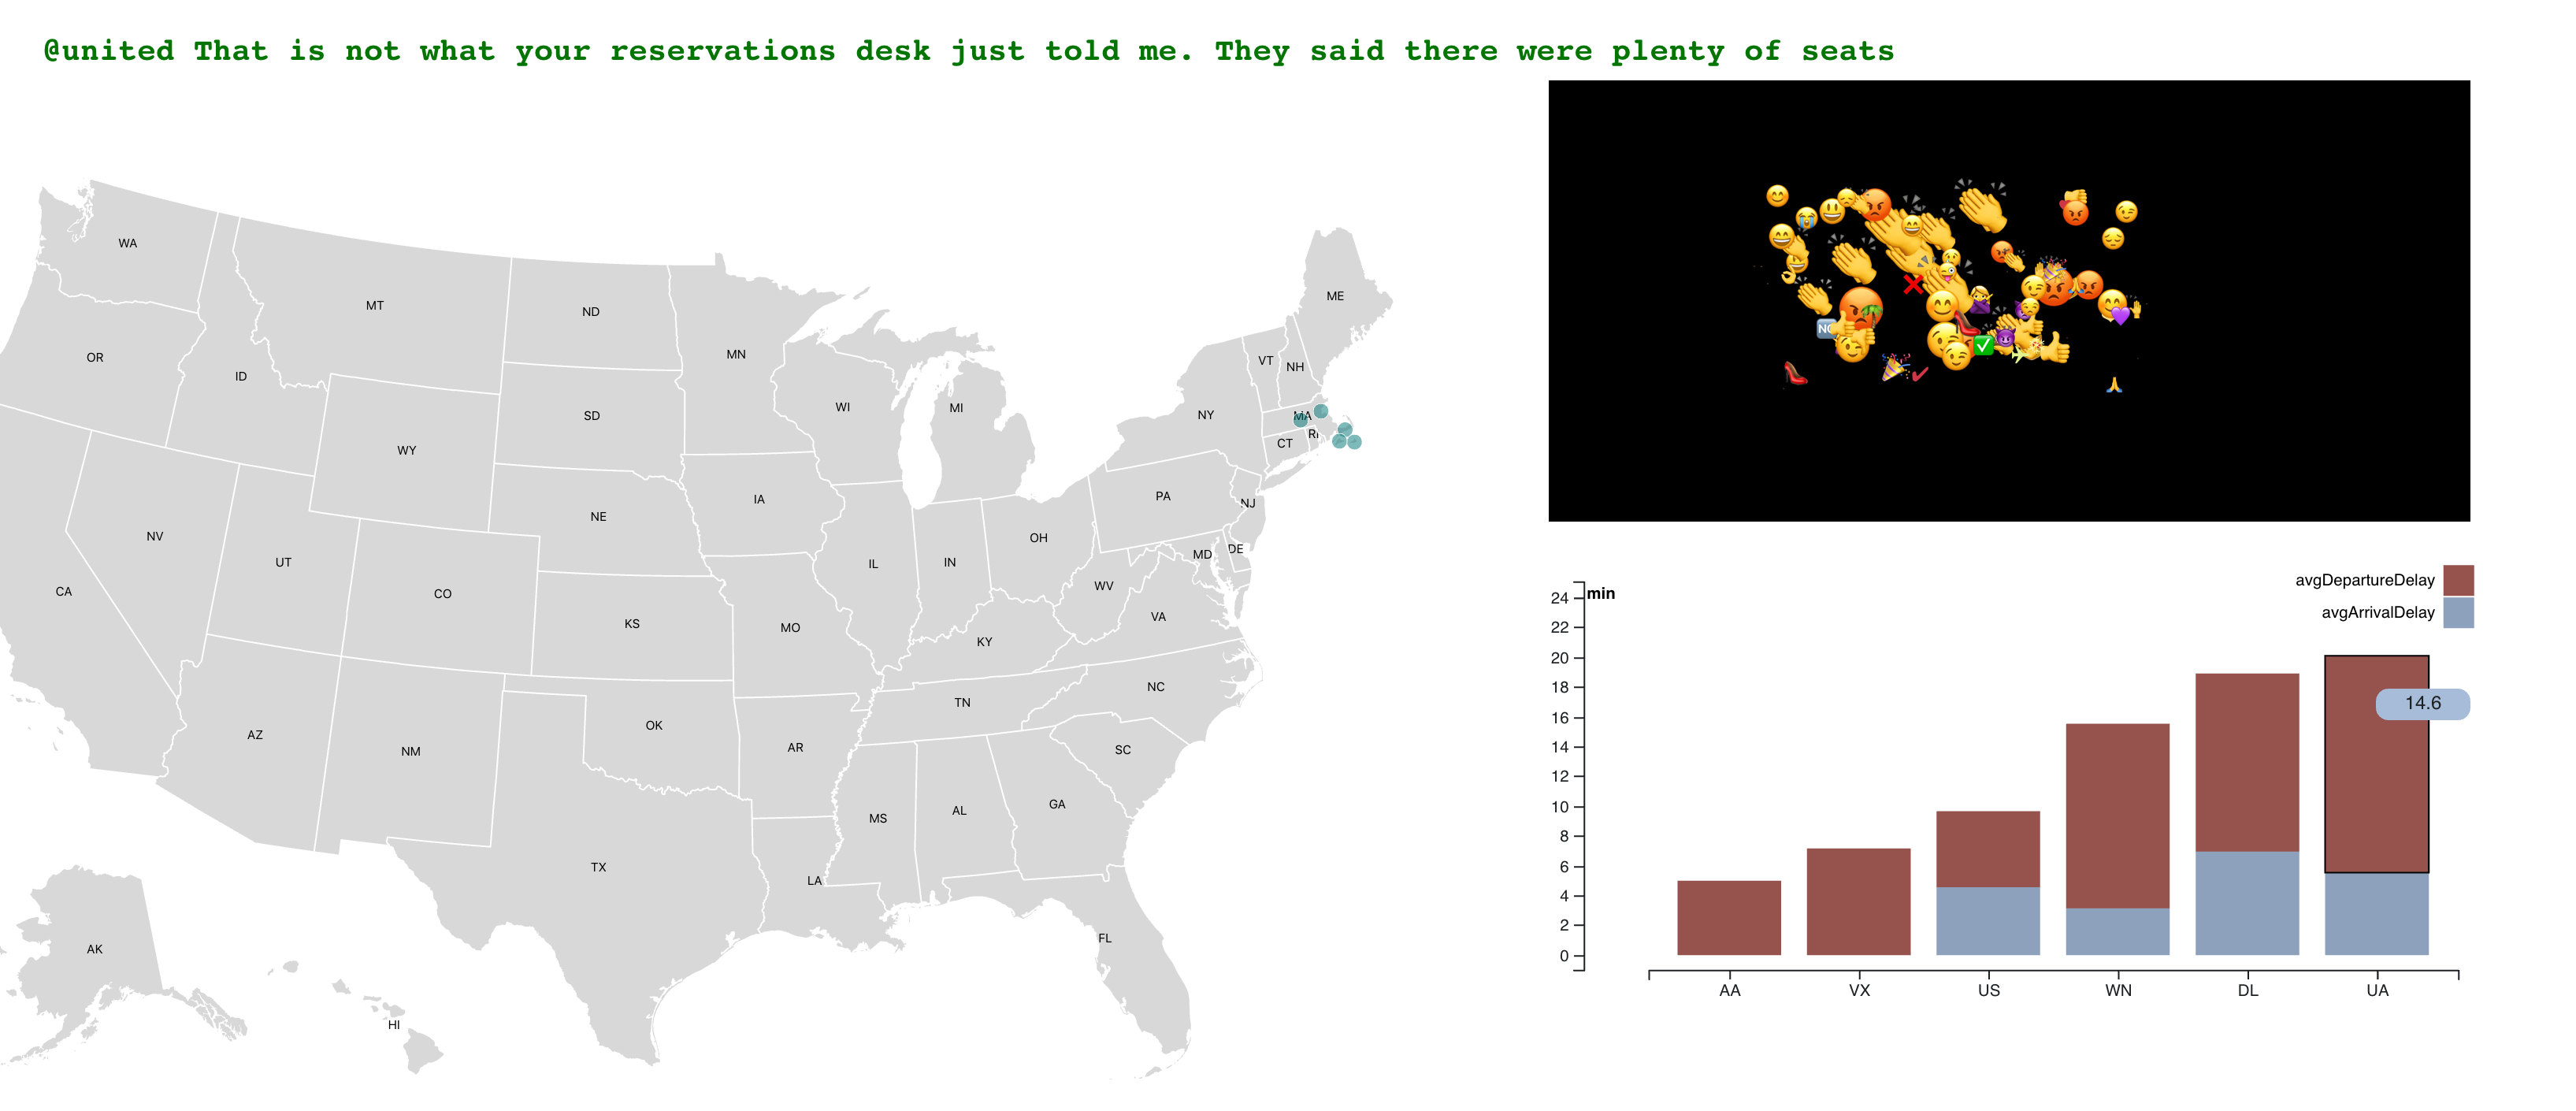 @united That is not what your reservations desk just told me. They said there were plenty of seats
WA
MT
ND
MN
ME
OR
ID
SD
WI
MI
VT
NH
NY
MA
RI
CT
WY
IA
NE
PA
NJ
NV
UT
CO
IL
IN
OH
MD
DE
WV
CA
KS
MO
KY
VA
AZ
NM
OK
AR
TN
NC
SC
MS
AL
GA
TX
LA
FL
AK
HI
min
avgDepartureDelay
avgArrivalDelay
24
22
20
18
16
14
12
10
8
6
4
2
0
14.6
AA VX US WN DL UA